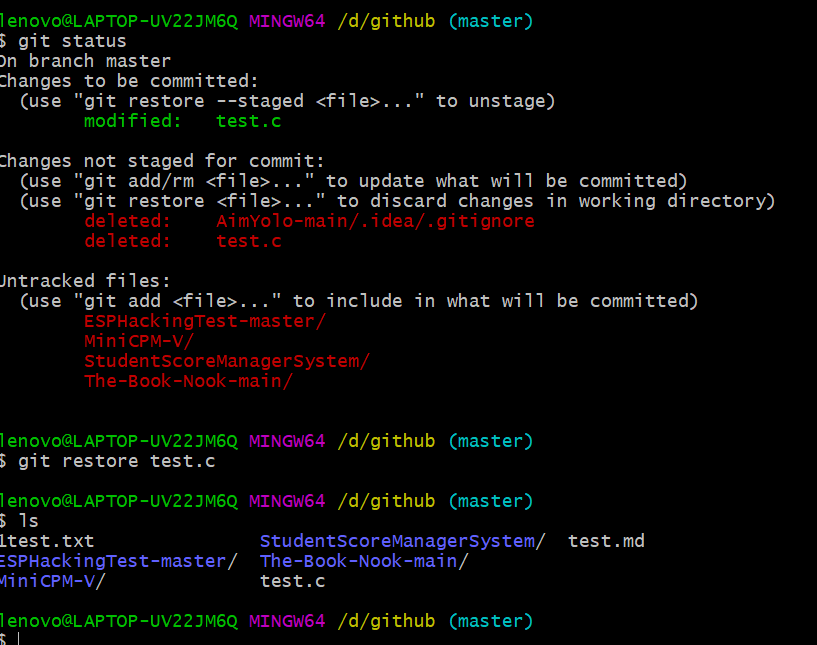 lenovo@LAPTOP-UV22JM6Q MINGW64 /d/github (master)
$ git status
On branch master
Changes to be committed:
  (use "git restore --staged <file>..." to unstage)
        modified:   test.c

Changes not staged for commit:
  (use "git add/rm <file>..." to update what will be committed)
  (use "git restore <file>..." to discard changes in working directory)
        deleted:    AimYolo-main/.idea/.gitignore
        deleted:    test.c

Untracked files:
  (use "git add <file>..." to include in what will be committed)
        ESPHackingTest-master/
        MiniCPM-V/
        StudentScoreManagerSystem/
        The-Book-Nook-main/

lenovo@LAPTOP-UV22JM6Q MINGW64 /d/github (master)
$ git restore test.c

lenovo@LAPTOP-UV22JM6Q MINGW64 /d/github (master)
$ ls
1test.txt               StudentScoreManagerSystem/  test.md
ESPHackingTest-master/  The-Book-Nook-main/
MiniCPM-V/              test.c

lenovo@LAPTOP-UV22JM6Q MINGW64 /d/github (master)
$